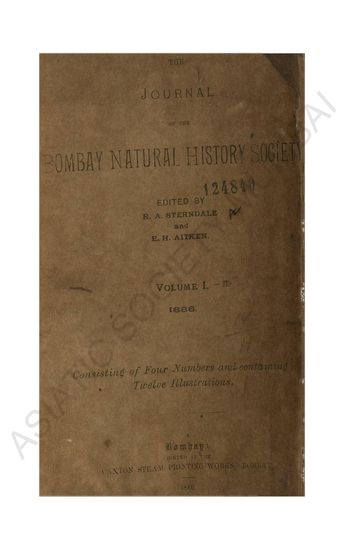 THE
JOURNAL
OF THE
BOMBAY NATURAL HISTORY SOCIETY
124840
EDITED BY
R. A. STERNDALE
and
E. H. AITKEN.
VOLUME I. – II.
1886.
Consisting of Four Numbers and containing
Twelve Illustrations.
Bombay:
PRINTED AT THE
CAXTON STEAM PRINTING WORKS, BOMBAY
1886
ASIATIC SOCIETY MUMBAI